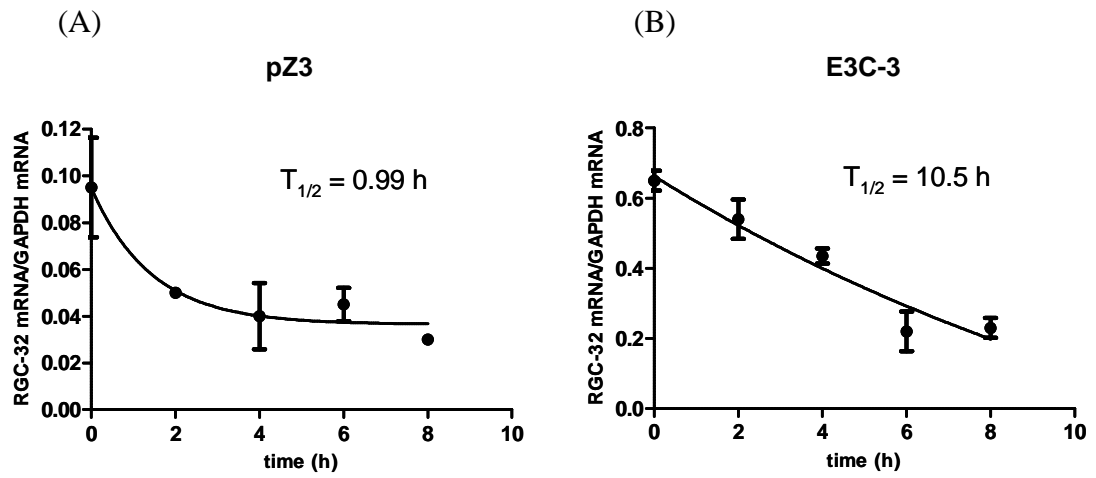 (A)
pZ3
RGC-32 mRNA/GAPDH mRNA
0.12
0.10
0.08
0.06
0.04
0.02
0.00
T1/2 = 0.99 h
0 2 4 6 8 10
time (h)
(B)
E3C-3
RGC-32 mRNA/GAPDH mRNA
0.8
0.6
0.4
0.2
0.0
T1/2 = 10.5 h
0 2 4 6 8 10
time (h)